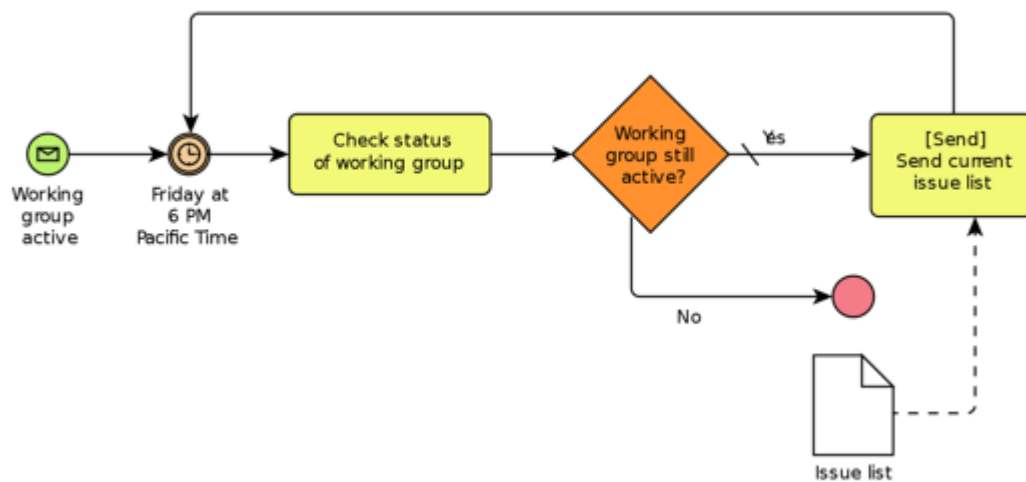 Working
group
active
Friday at
6 PM
Pacific Time
Check status
of working group
Working
group still
active?
Yes
No
[Send]
Send current
issue list
Issue list